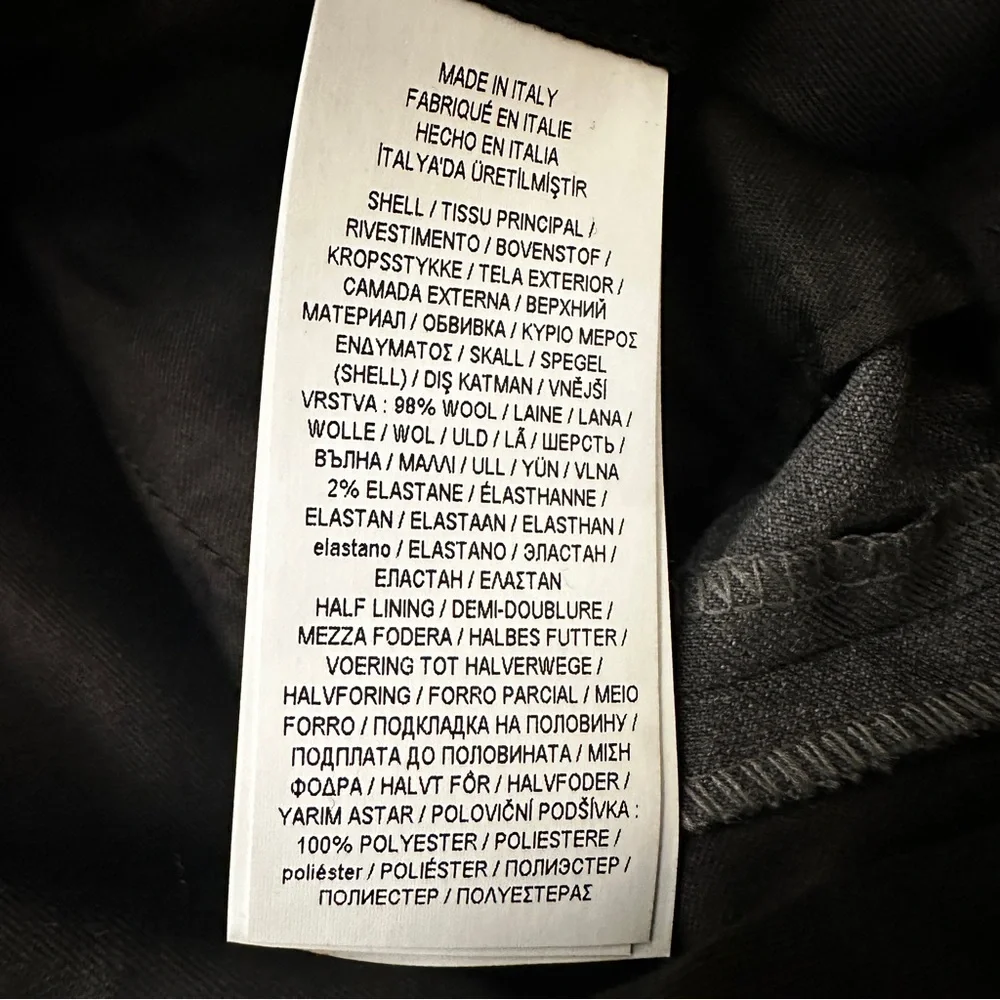 MADE IN ITALY
FABRIQUÉ EN ITALIE
HECHO EN ITALIA
İTALYA'DA ÜRETİLMİŞTİR
SHELL / TISSU PRINCIPAL /
RIVESTIMENTO / BOVENSTOF /
KROPSSTYKKE / TELA EXTERIOR /
CAMADA EXTERNA / ВЕРХНИЙ
МАТЕРИАЛ / ОБВИВКА / ΚΥΡΙΟ ΜΕΡΟΣ
ΕΝΔΥΜΑΤΟΣ / SKALL / SPEGEL
(SHELL) / DIŞ KATMAN / VNĚJŠÍ
VRSTVA : 98% WOOL / LAINE / LANA /
WOLLE / WOL / ULD / LÃ / ШЕРСТЬ /
ВЪЛНА / ΜΑΛΛΙ / ULL / YÜN / VLNA
2% ELASTANE / ÉLASTHANNE /
ELASTAN / ELASTAAN / ELASTHAN /
elastano / ELASTANO / ЭЛАСТАН /
ЕЛАСТАН / ΕΛΑΣΤΑΝ
HALF LINING / DEMI-DOUBLURE /
MEZZA FODERA / HALBES FUTTER /
VOERING TOT HALVERWEGE /
HALVFORING / FORRO PARCIAL / MEIO
FORRO / ПОДКЛАДКА НА ПОЛОВИНУ /
ПОДПЛАТА ДО ПОЛОВИНАТА / ΜΙΣΗ
ΦΟΔΡΑ / HALVT FÔR / HALVFODER /
YARIM ASTAR / POLOVIČNÍ PODŠÍVKA :
100% POLYESTER / POLIESTERE /
poliéster / POLIÉSTER / ПОЛИЭСТЕР /
ПОЛИЕСТЕР / ΠΟΛΥΕΣΤΕΡΑΣ